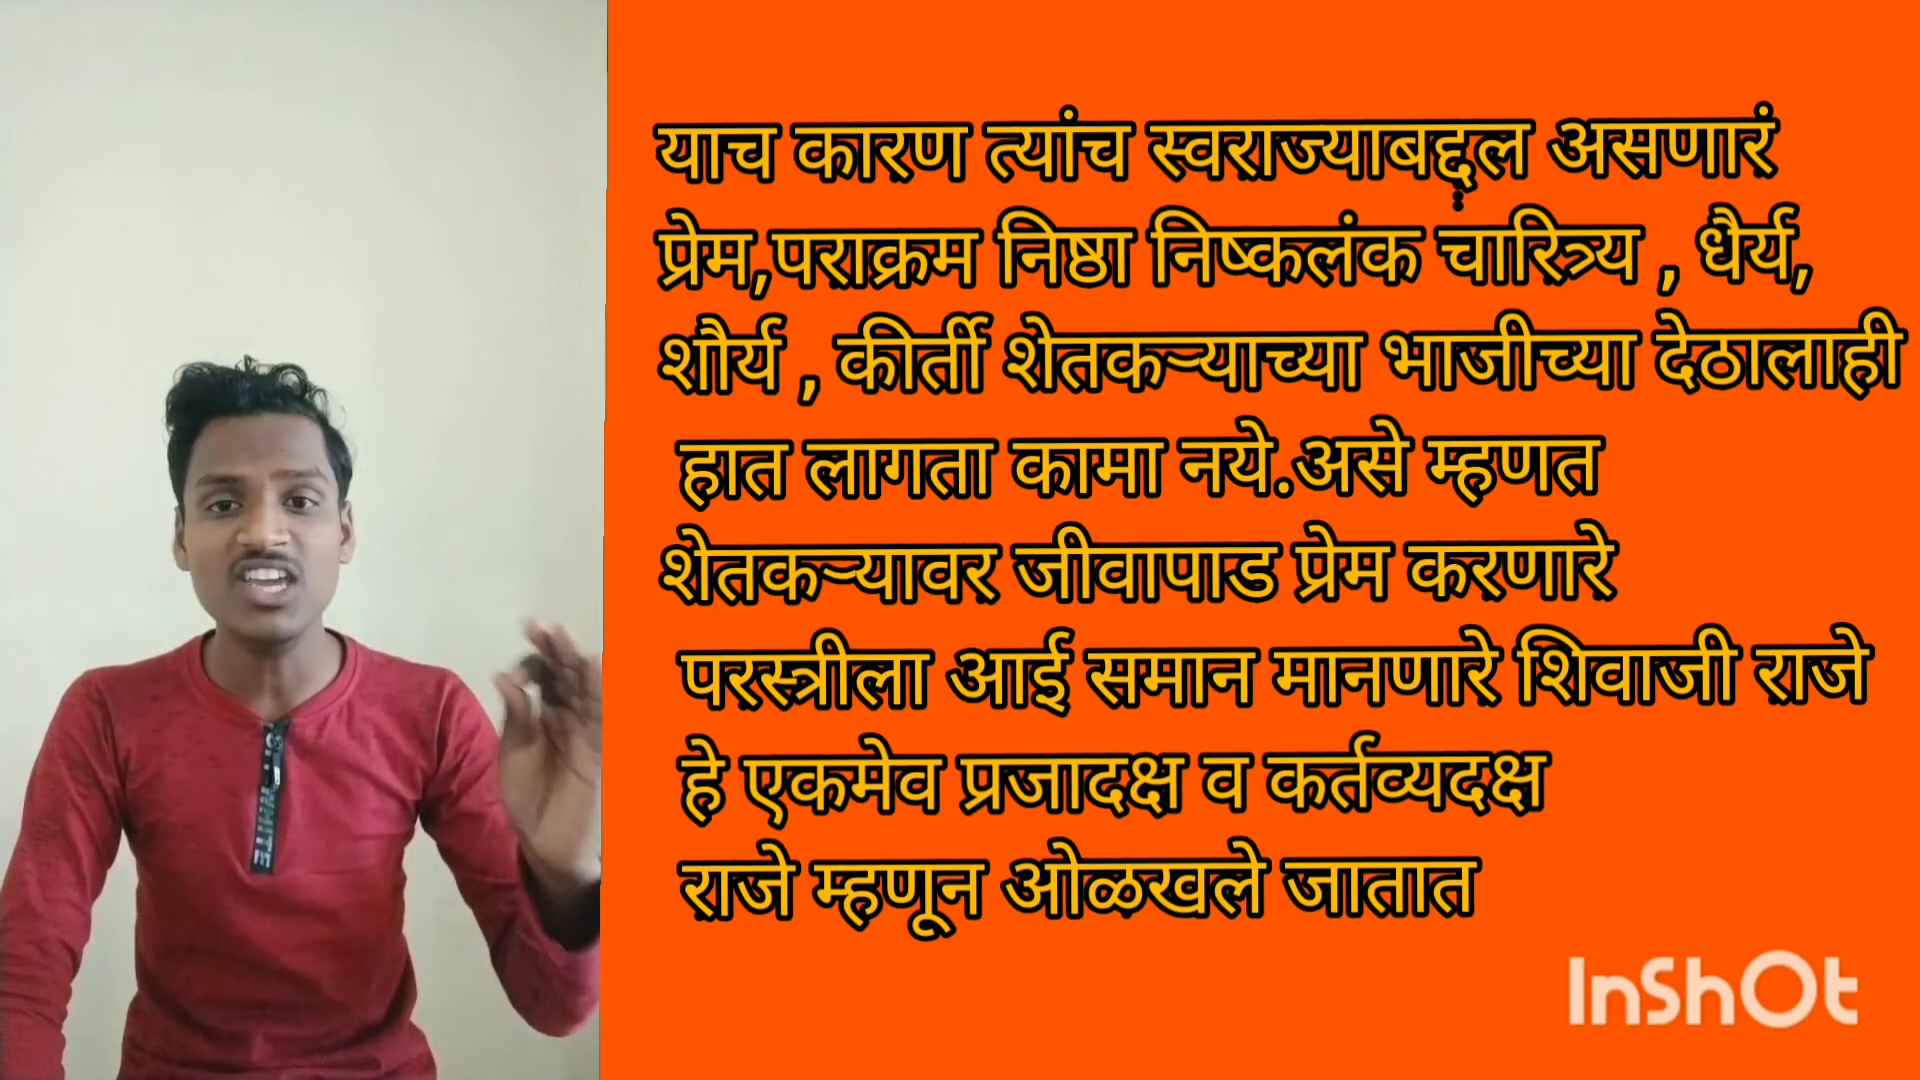 याच कारण त्यांच स्वराज्याबद्दल असणारं
प्रेम,पराक्रम निष्ठा निष्कलंक चारित्र्य , धैर्य,
शौर्य , कीर्ती शेतकऱ्याच्या भाजीच्या देठालाही
हात लागता कामा नये.असे म्हणत
शेतकऱ्यावर जीवापाड प्रेम करणारे
परस्त्रीला आई समान मानणारे शिवाजी राजे
हे एकमेव प्रजादक्ष व कर्तव्यदक्ष
राजे म्हणून ओळखले जातात
InShOt